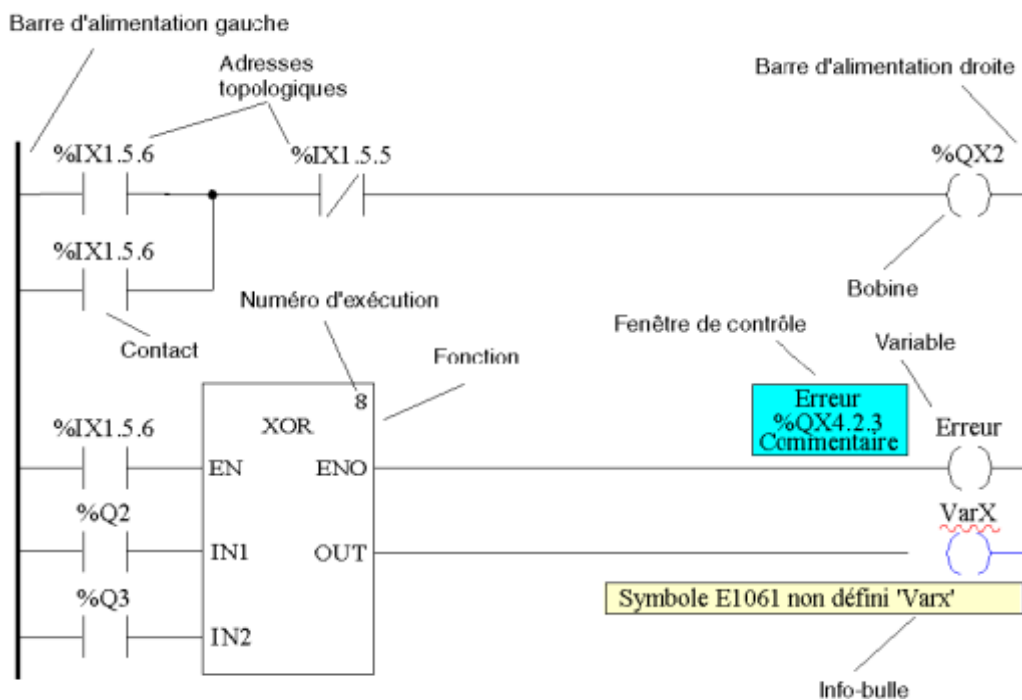 Barre d'alimentation gauche
Adresses
topologiques
Barre d'alimentation droite
%IX1.5.6
%IX1.5.5
%QX2
%IX1.5.6
Bobine
Contact
Numéro d'exécution
Fonction
Fenêtre de contrôle
Variable
8
XOR
Erreur
%QX4.2.3
Commentaire
Erreur
%IX1.5.6
EN
ENO
VarX
%Q2
IN1
OUT
Symbole E1061 non défini 'Varx'
%Q3
IN2
Info-bulle